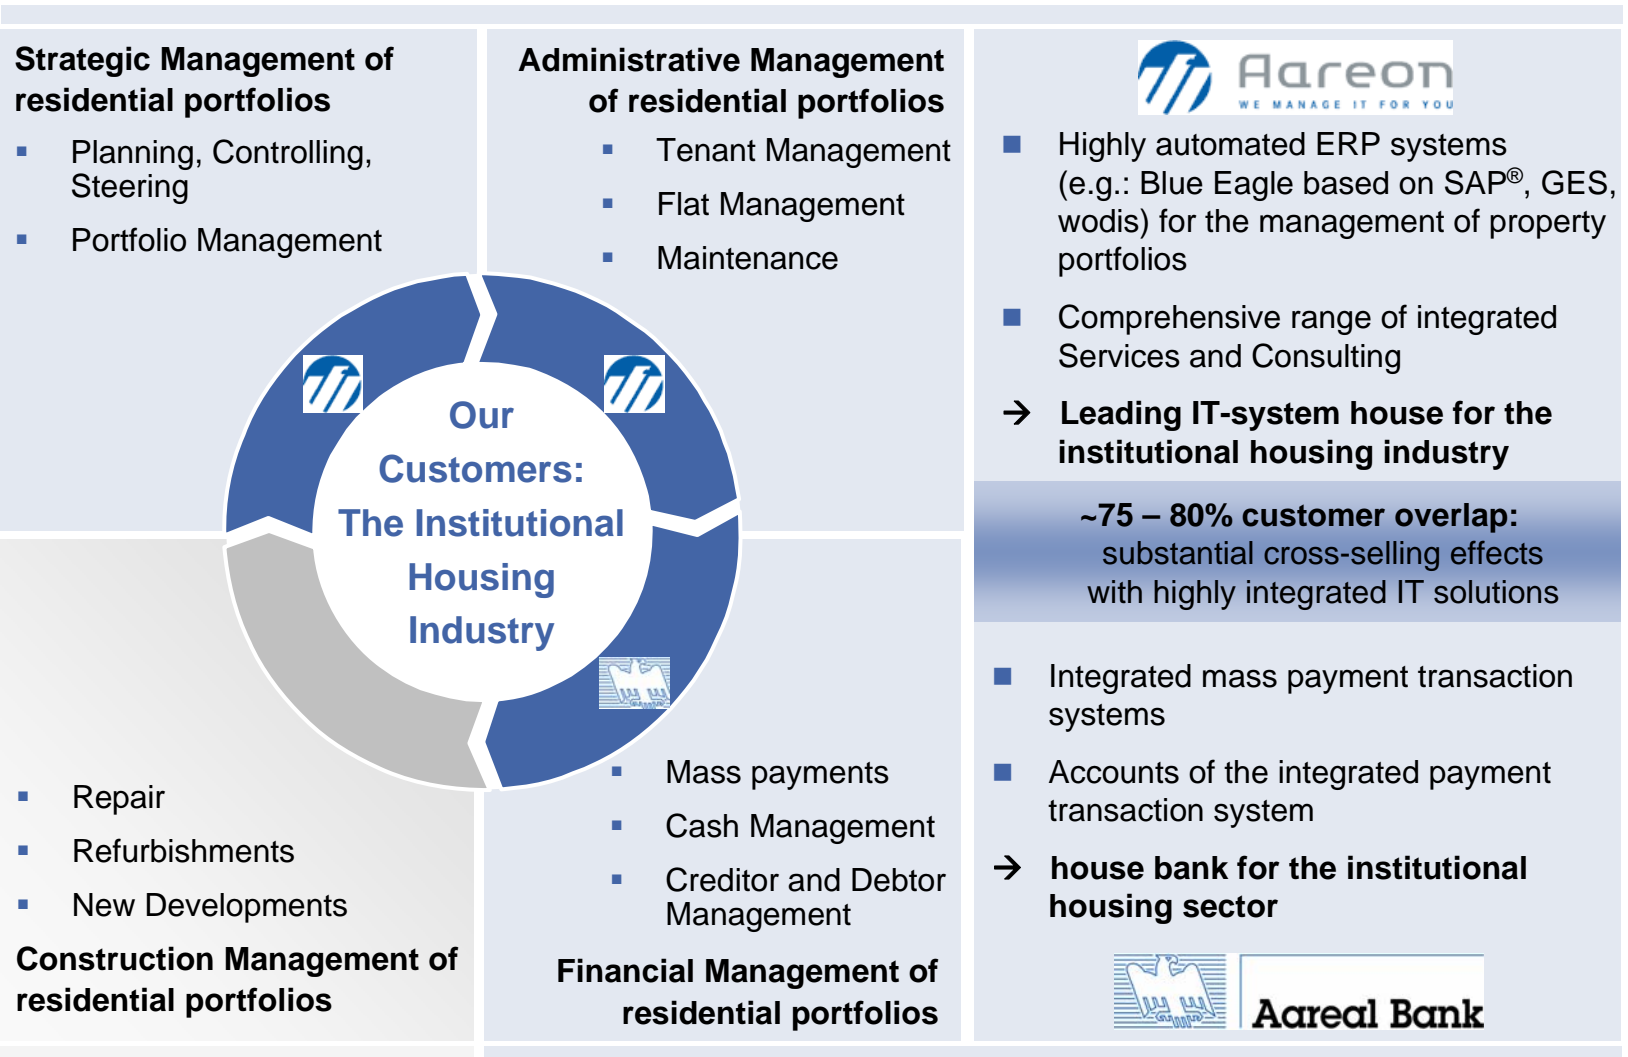 Strategic Management of
residential portfolios
▪ Planning, Controlling,
Steering
▪ Portfolio Management
Administrative Management
of residential portfolios
▪ Tenant Management
▪ Flat Management
▪ Maintenance
Our
Customers:
The Institutional
Housing
Industry
▪ Repair
▪ Refurbishments
▪ New Developments
Construction Management of
residential portfolios
▪ Mass payments
▪ Cash Management
▪ Creditor and Debtor
Management
Financial Management of
residential portfolios
Aareon
WE MANAGE IT FOR YOU
■ Highly automated ERP systems
(e.g.: Blue Eagle based on SAP®, GES,
wodis) for the management of property
portfolios
■ Comprehensive range of integrated
Services and Consulting
→ Leading IT-system house for the
institutional housing industry
~75 – 80% customer overlap:
substantial cross-selling effects
with highly integrated IT solutions
■ Integrated mass payment transaction
systems
■ Accounts of the integrated payment
transaction system
→ house bank for the institutional
housing sector
Aareal Bank